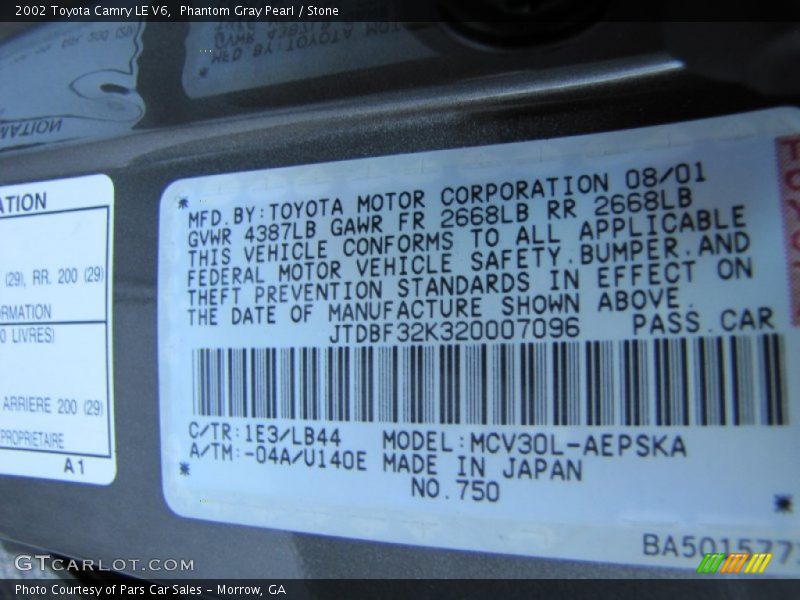 2002 Toyota Camry LE V6, Phantom Gray Pearl / Stone
ATION
(29), RR. 200 (29)
RMATION
0 LIVRES)
ARRIERE 200 (29)
PROPRIETAIRE
A1
MFD. BY: TOYOTA MOTOR CORPORATION 08/01
GVWR 4387LB GAWR FR 2668LB RR 2668LB
THIS VEHICLE CONFORMS TO ALL APPLICABLE
FEDERAL MOTOR VEHICLE SAFETY, BUMPER, AND
THEFT PREVENTION STANDARDS IN EFFECT ON
THE DATE OF MANUFACTURE SHOWN ABOVE.
JTDBF32K320007096 PASS. CAR
C/TR: 1E3/LB44 MODEL: MCV30L-AEPSKA
A/TM: -04A/U140E MADE IN JAPAN
NO. 750
BA501577
GTCARLOT.COM
Photo Courtesy of Pars Car Sales - Morrow, GA